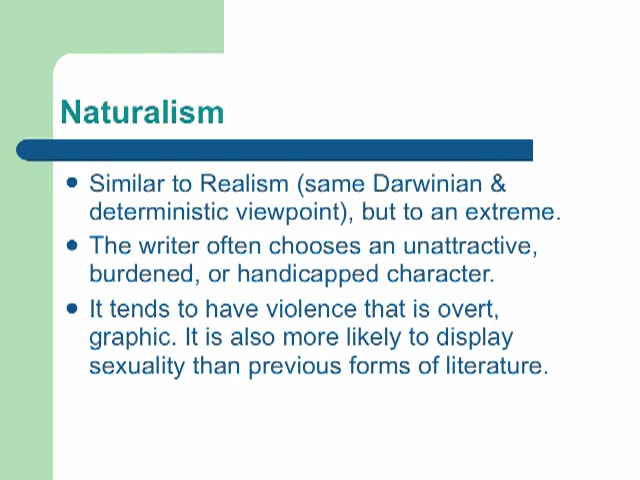 Naturalism
Similar to Realism (same Darwinian &
deterministic viewpoint), but to an extreme.
The writer often chooses an unattractive,
burdened, or handicapped character.
It tends to have violence that is overt,
graphic. It is also more likely to display
sexuality than previous forms of literature.